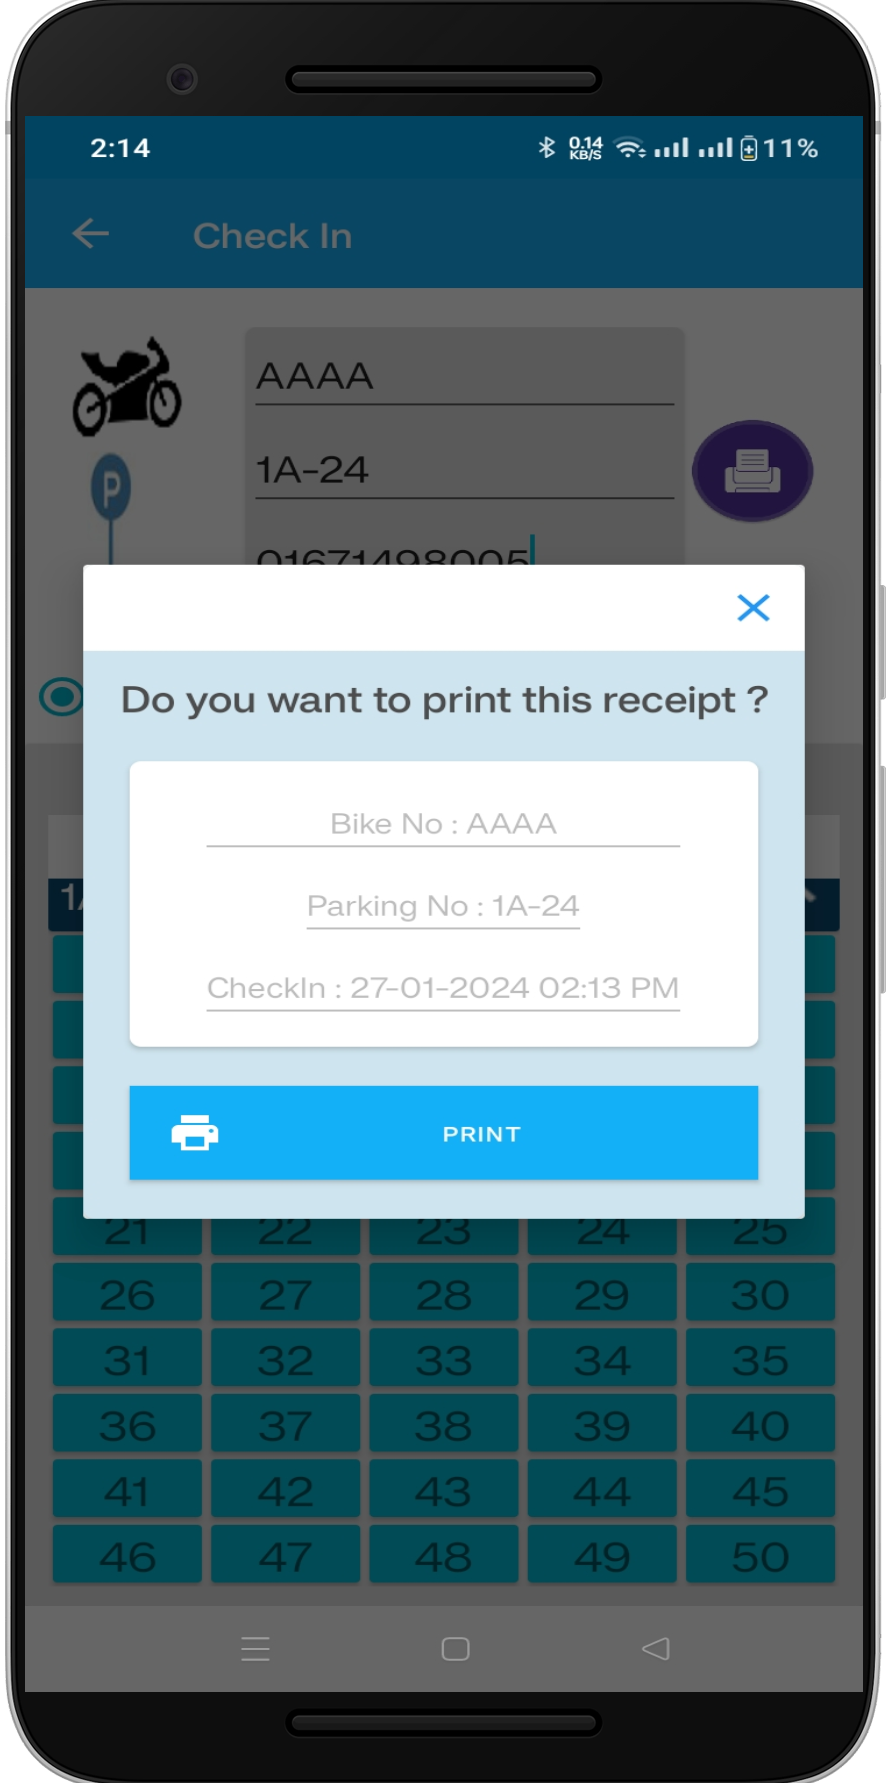 2:14 0.14 KB/S 11%
Check In
AAAA
1A-24
P
01671498005
Do you want to print this receipt ?
Bike No : AAAA
Parking No : 1A-24
CheckIn : 27-01-2024 02:13 PM
PRINT
21 22 23 24 25
26 27 28 29 30
31 32 33 34 35
36 37 38 39 40
41 42 43 44 45
46 47 48 49 50